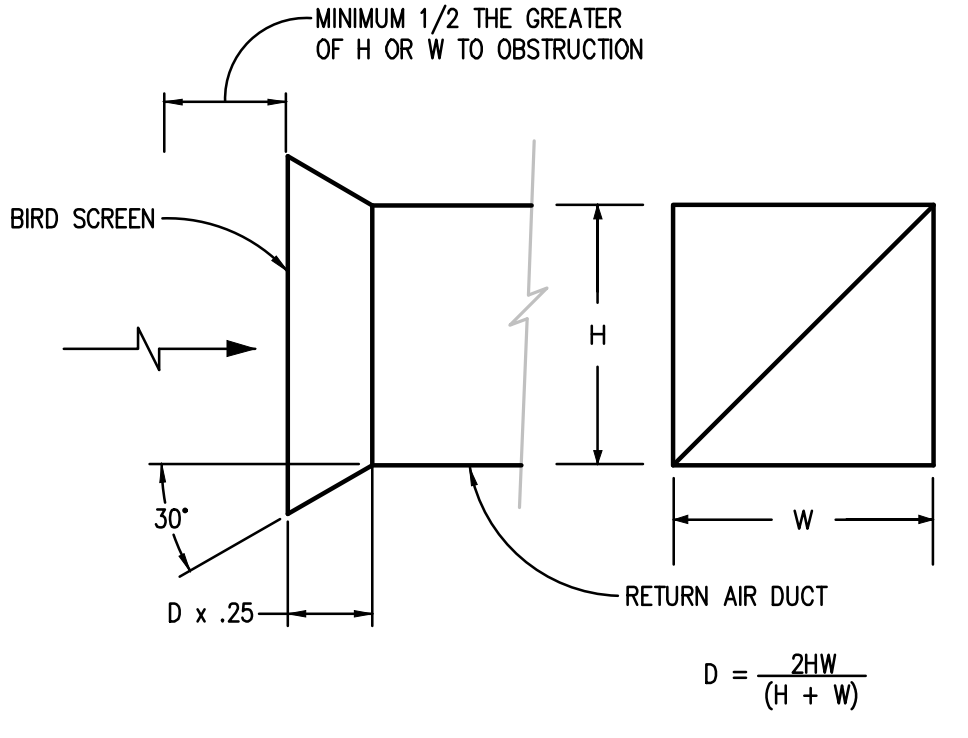 MINIMUM 1/2 THE GREATER
OF H OR W TO OBSTRUCTION
BIRD SCREEN
H
30°
W
D x .25
RETURN AIR DUCT
D = 2HW
(H + W)